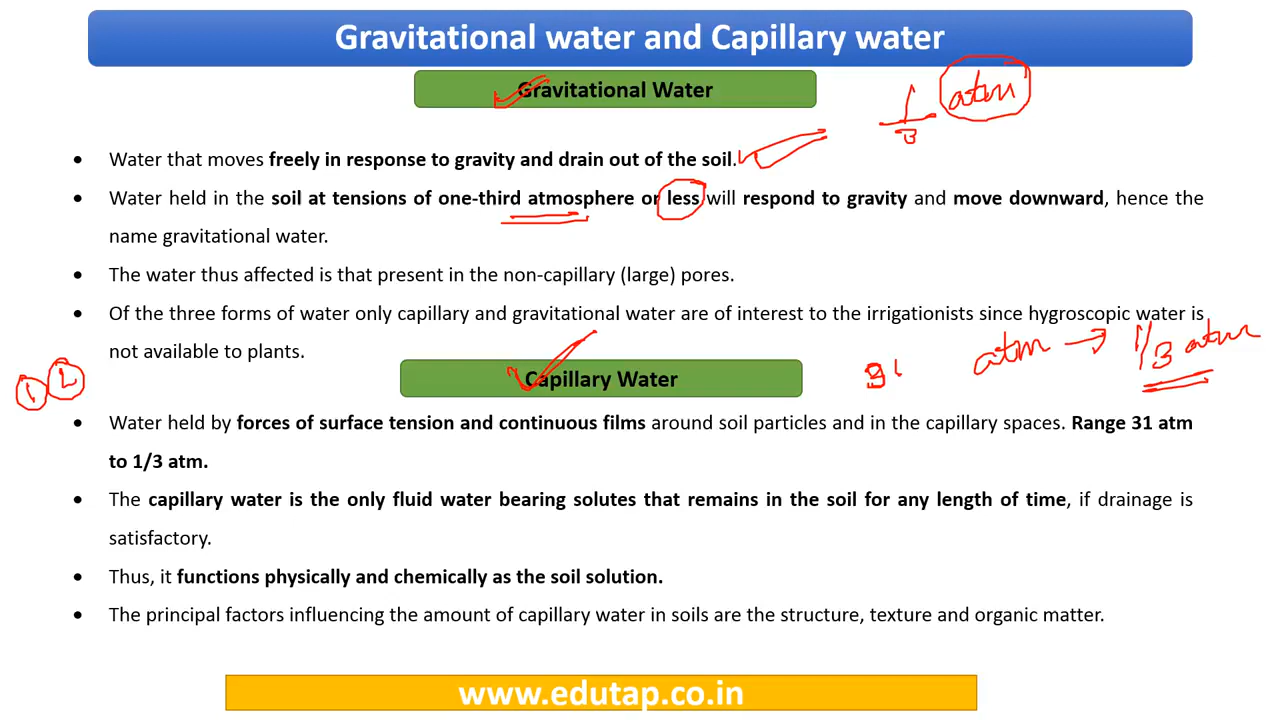 Gravitational water and Capillary water
Gravitational Water
1/3 atm
• Water that moves freely in response to gravity and drain out of the soil.
• Water held in the soil at tensions of one-third atmosphere or less will respond to gravity and move downward, hence the
name gravitational water.
• The water thus affected is that present in the non-capillary (large) pores.
• Of the three forms of water only capillary and gravitational water are of interest to the irrigationists since hygroscopic water is
not available to plants.
Capillary Water
31 atm → 1/3 atm
1 2
• Water held by forces of surface tension and continuous films around soil particles and in the capillary spaces. Range 31 atm
to 1/3 atm.
• The capillary water is the only fluid water bearing solutes that remains in the soil for any length of time, if drainage is
satisfactory.
• Thus, it functions physically and chemically as the soil solution.
• The principal factors influencing the amount of capillary water in soils are the structure, texture and organic matter.
www.edutap.co.in